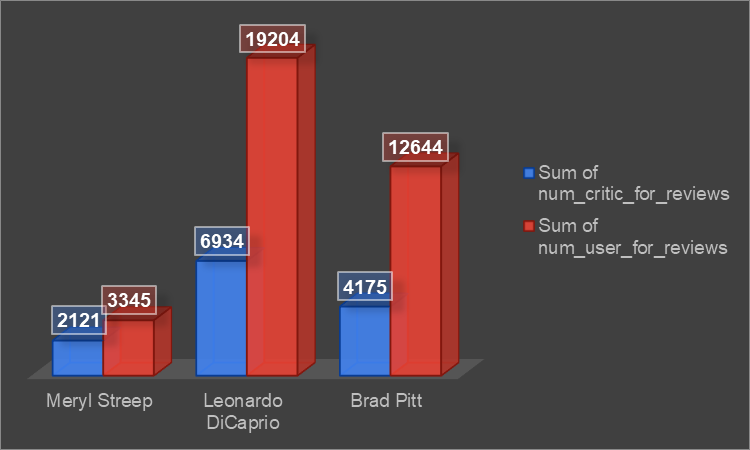 19204
12644
6934
4175
3345
2121
Meryl Streep
Leonardo
DiCaprio
Brad Pitt
Sum of
num_critic_for_reviews
Sum of
num_user_for_reviews